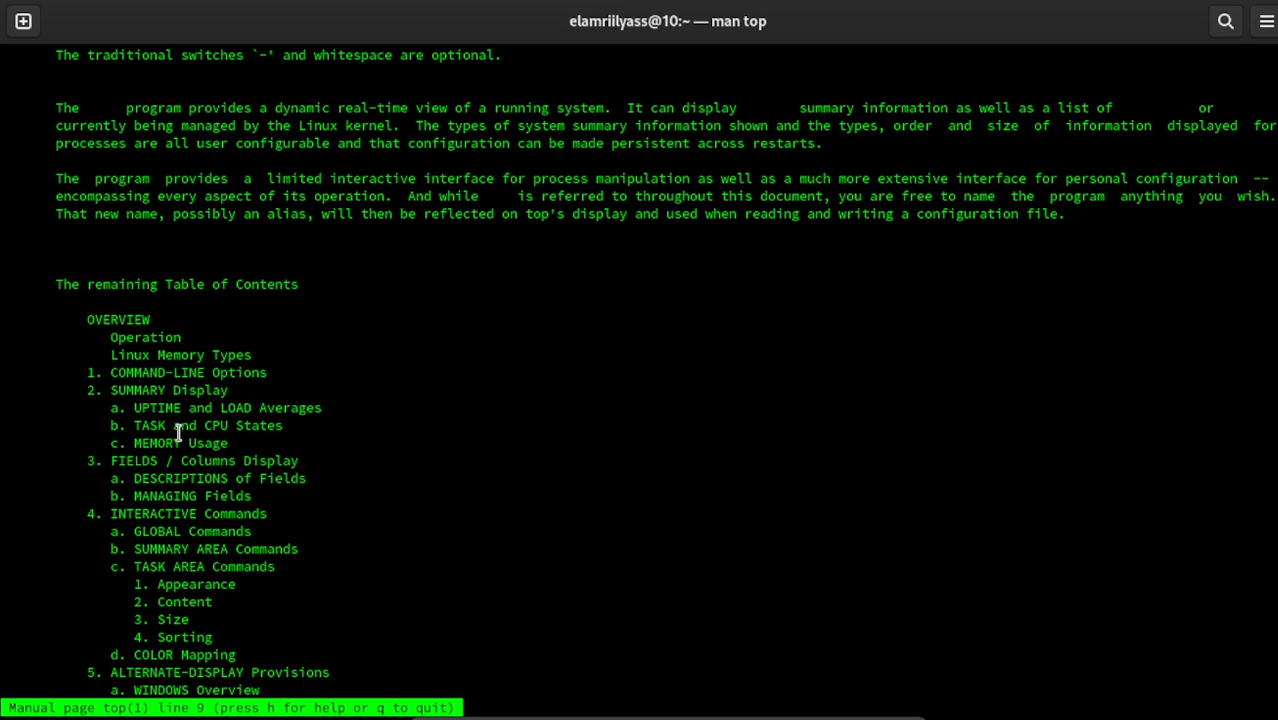 elamriilyass@10:~ — man top
The traditional switches `-' and whitespace are optional.
The program provides a dynamic real-time view of a running system. It can display summary information as well as a list of or
currently being managed by the Linux kernel. The types of system summary information shown and the types, order and size of information displayed for
processes are all user configurable and that configuration can be made persistent across restarts.
The program provides a limited interactive interface for process manipulation as well as a much more extensive interface for personal configuration --
encompassing every aspect of its operation. And while is referred to throughout this document, you are free to name the program anything you wish.
That new name, possibly an alias, will then be reflected on top's display and used when reading and writing a configuration file.
The remaining Table of Contents
OVERVIEW
Operation
Linux Memory Types
1. COMMAND-LINE Options
2. SUMMARY Display
a. UPTIME and LOAD Averages
b. TASK and CPU States
c. MEMORY Usage
3. FIELDS / Columns Display
a. DESCRIPTIONS of Fields
b. MANAGING Fields
4. INTERACTIVE Commands
a. GLOBAL Commands
b. SUMMARY AREA Commands
c. TASK AREA Commands
1. Appearance
2. Content
3. Size
4. Sorting
d. COLOR Mapping
5. ALTERNATE-DISPLAY Provisions
a. WINDOWS Overview
Manual page top(1) line 9 (press h for help or q to quit)